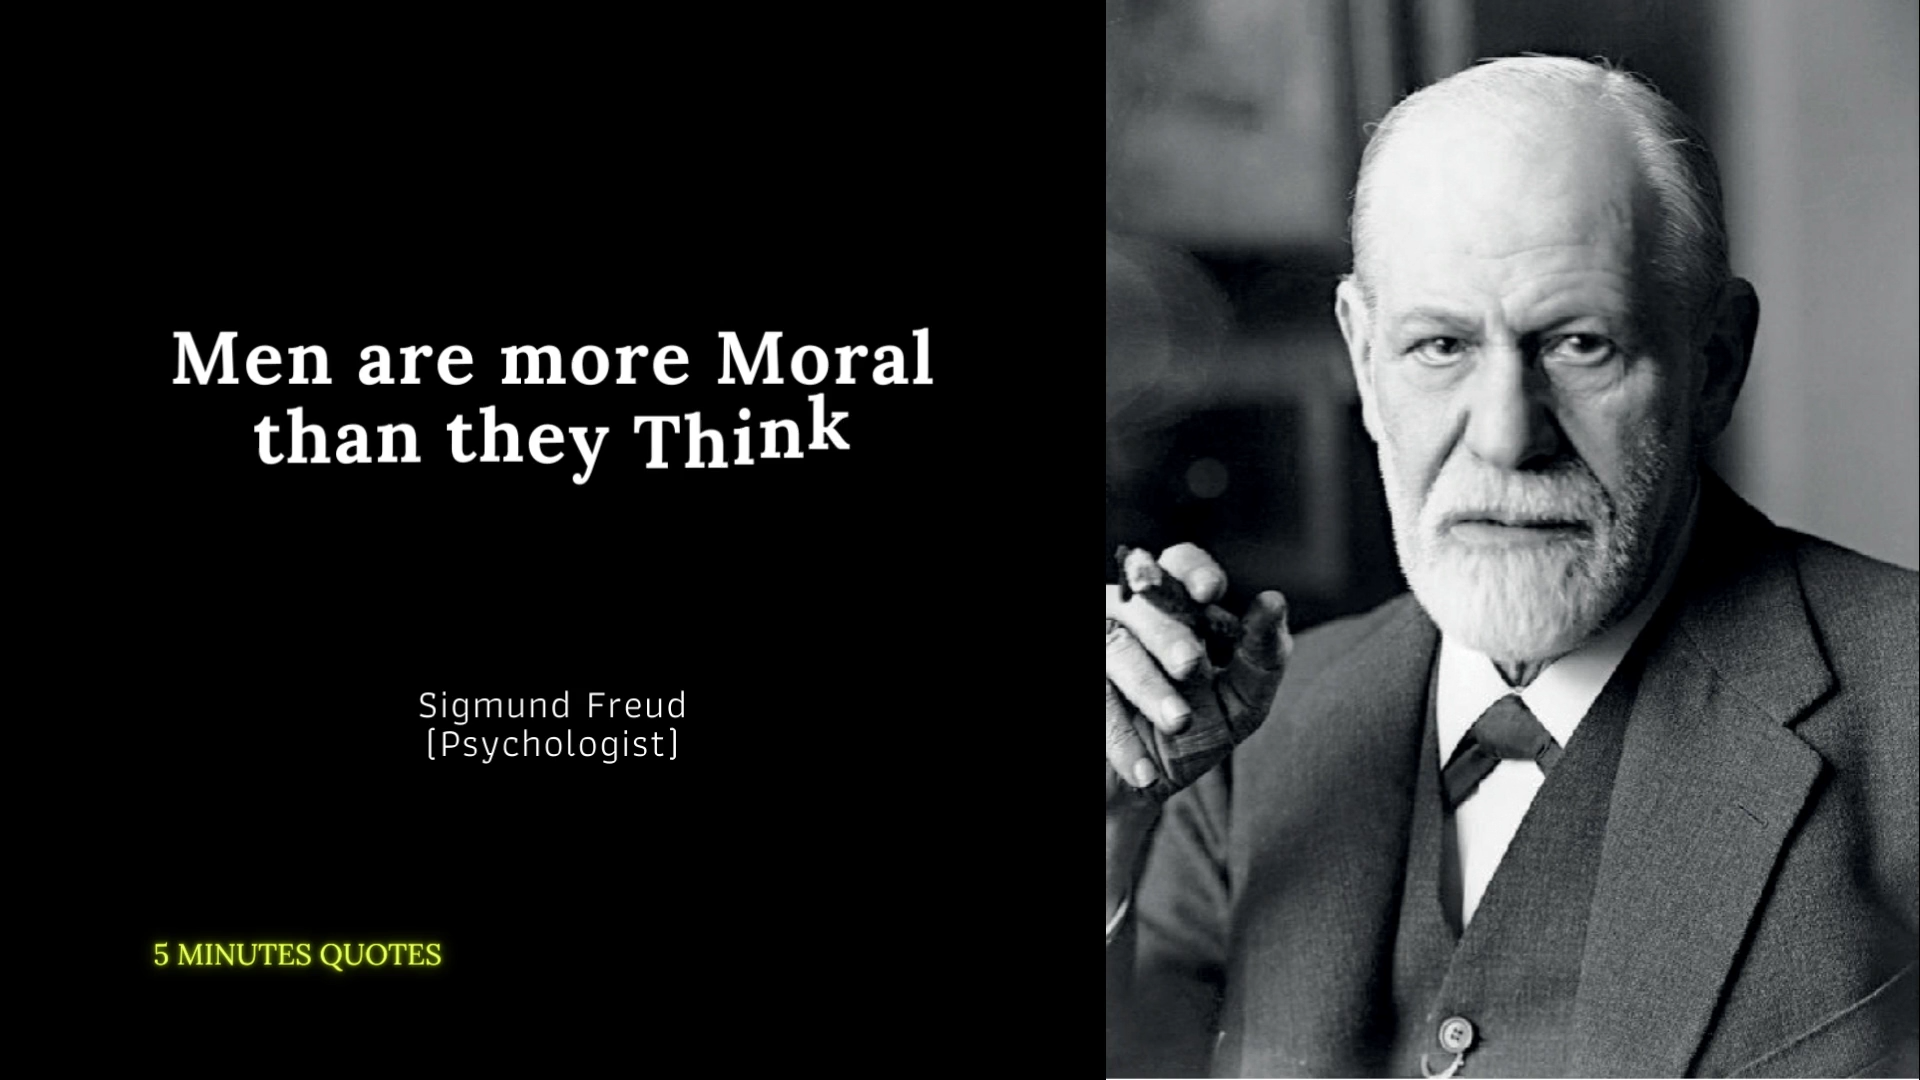 Men are more Moral
than they Think
Sigmund Freud
[Psychologist]
5 MINUTES QUOTES